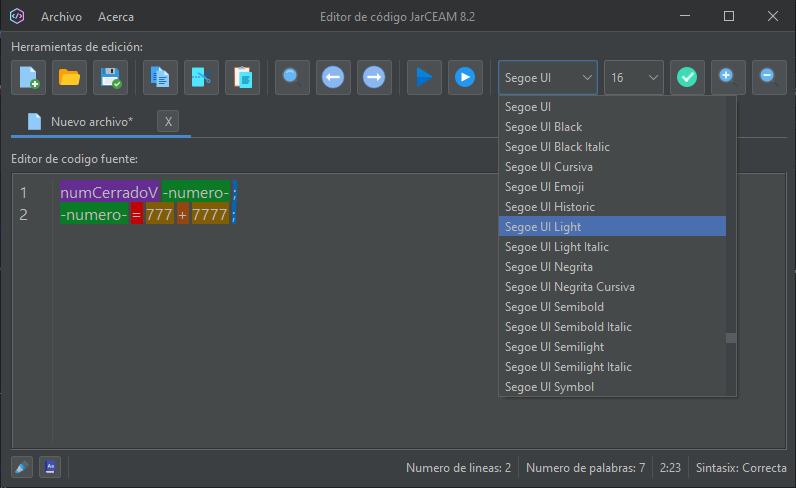 Archivo Acerca Editor de código JarCEAM 8.2
Herramientas de edición:
Segoe UI 16
Nuevo archivo* X
Editor de codigo fuente:
1 numCerradoV -numero- ;
2 -numero- = 777 + 7777 ;
Segoe UI
Segoe UI Black
Segoe UI Black Italic
Segoe UI Cursiva
Segoe UI Emoji
Segoe UI Historic
Segoe UI Light
Segoe UI Light Italic
Segoe UI Negrita
Segoe UI Negrita Cursiva
Segoe UI Semibold
Segoe UI Semibold Italic
Segoe UI Semilight
Segoe UI Semilight Italic
Segoe UI Symbol
Numero de lineas: 2 Numero de palabras: 7 2:23 Sintasix: Correcta